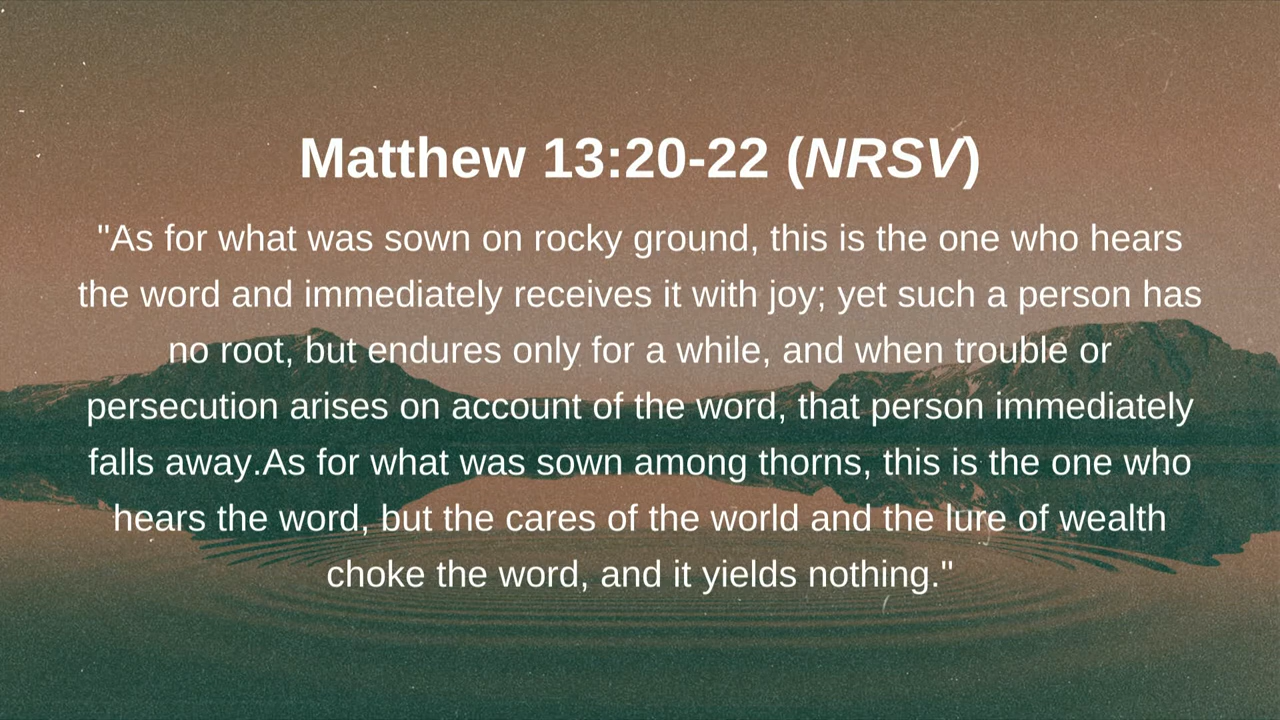 Matthew 13:20-22 (NRSV)
"As for what was sown on rocky ground, this is the one who hears
the word and immediately receives it with joy; yet such a person has
no root, but endures only for a while, and when trouble or
persecution arises on account of the word, that person immediately
falls away.As for what was sown among thorns, this is the one who
hears the word, but the cares of the world and the lure of wealth
choke the word, and it yields nothing."